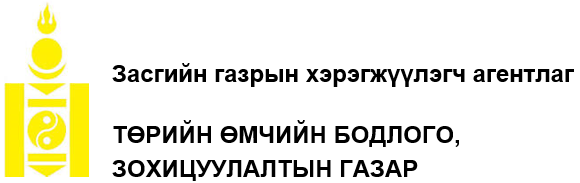 Засгийн газрын хэрэгжүүлэгч агентлаг
ТӨРИЙН ӨМЧИЙН БОДЛОГО,
ЗОХИЦУУЛАЛТЫН ГАЗАР